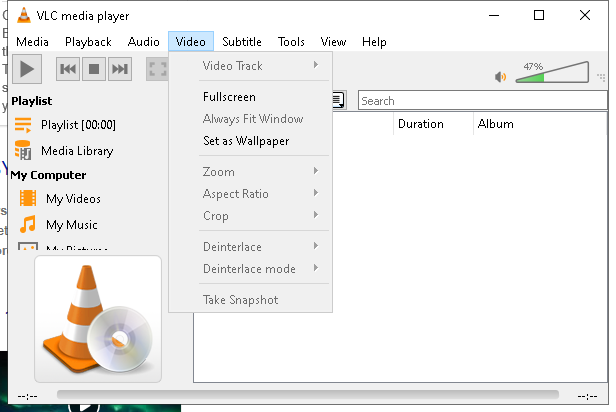 VLC media player
Media Playback Audio Video Subtitle Tools View Help
Video Track
47%
Fullscreen
Always Fit Window
Set as Wallpaper
Zoom
Aspect Ratio
Crop
Deinterlace
Deinterlace mode
Take Snapshot
Search
Duration Album
Playlist
Playlist [00:00]
Media Library
My Computer
My Videos
My Music
My Pictures
--:-- --:--